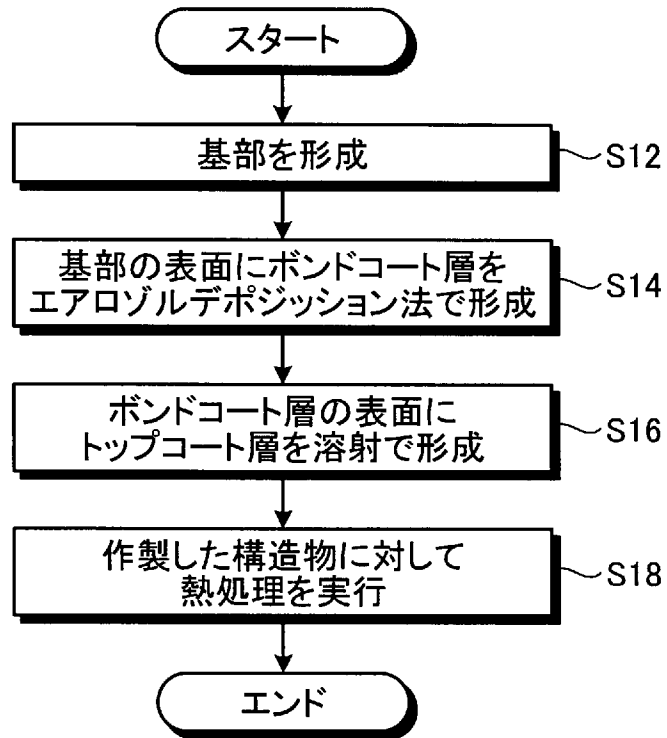 スタート
基部を形成
S12
基部の表面にボンドコート層を
エアロゾルデポジッション法で形成
S14
ボンドコート層の表面に
トップコート層を溶射で形成
S16
作製した構造物に対して
熱処理を実行
S18
エンド